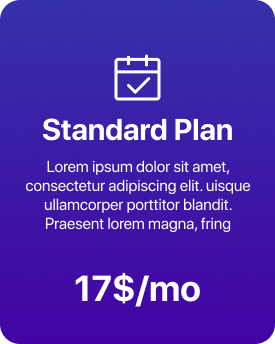 Standard Plan
Lorem ipsum dolor sit amet,
consectetur adipiscing elit. uisque
ullamcorper porttitor blandit.
Praesent lorem magna, fring
17$/mo